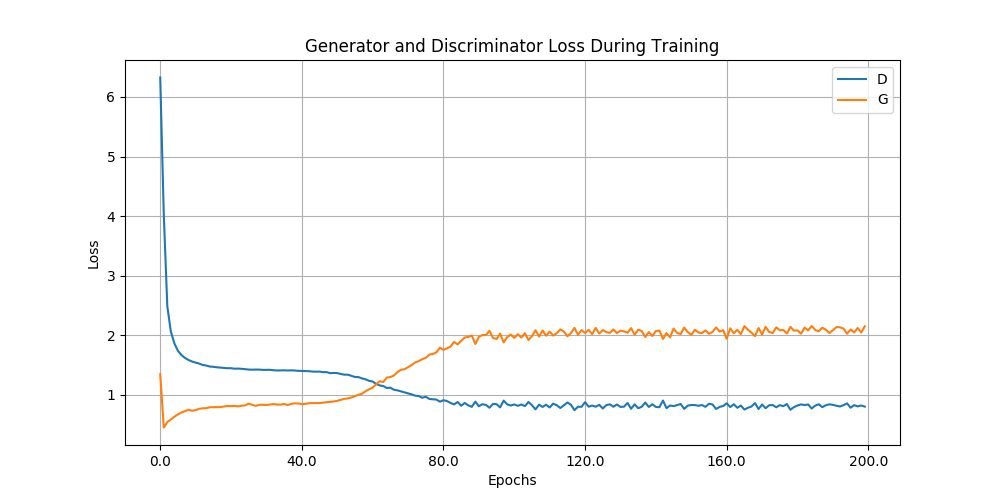 Generator and Discriminator Loss During Training
D
G
6
5
4
3
2
1
Loss
0.0 40.0 80.0 120.0 160.0 200.0
Epochs